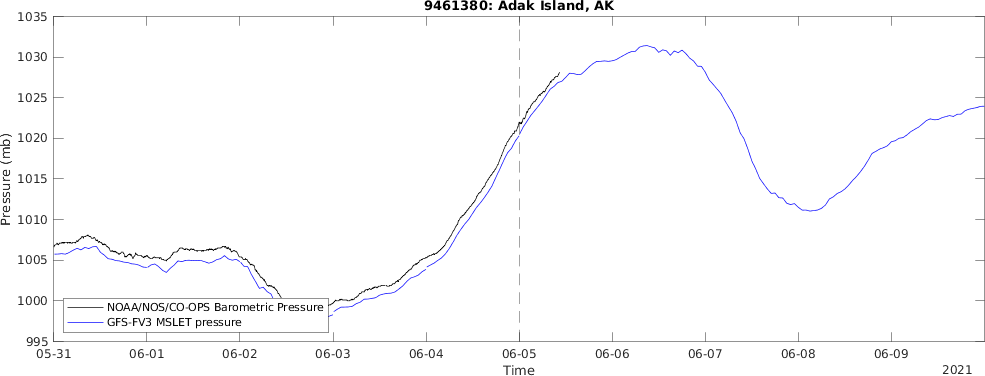 9461380: Adak Island, AK
Pressure (mb)
1035
1030
1025
1020
1015
1010
1005
1000
995
NOAA/NOS/CO-OPS Barometric Pressure
GFS-FV3 MSLET pressure
05-31 06-01 06-02 06-03 06-04 06-05 06-06 06-07 06-08 06-09
Time
2021